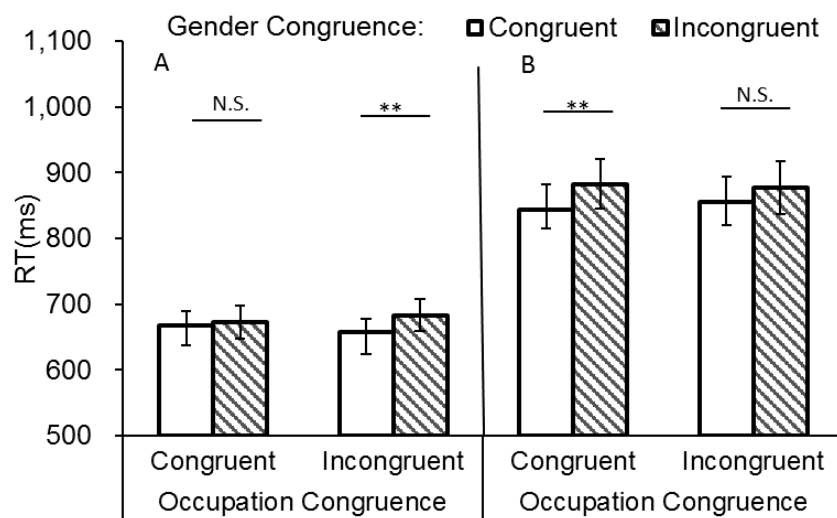 Gender Congruence: Congruent Incongruent
1,100
1,000
900
800
700
600
500
RT(ms)
A
N.S.
**
B
**
N.S.
Congruent Incongruent Congruent Incongruent
Occupation Congruence Occupation Congruence